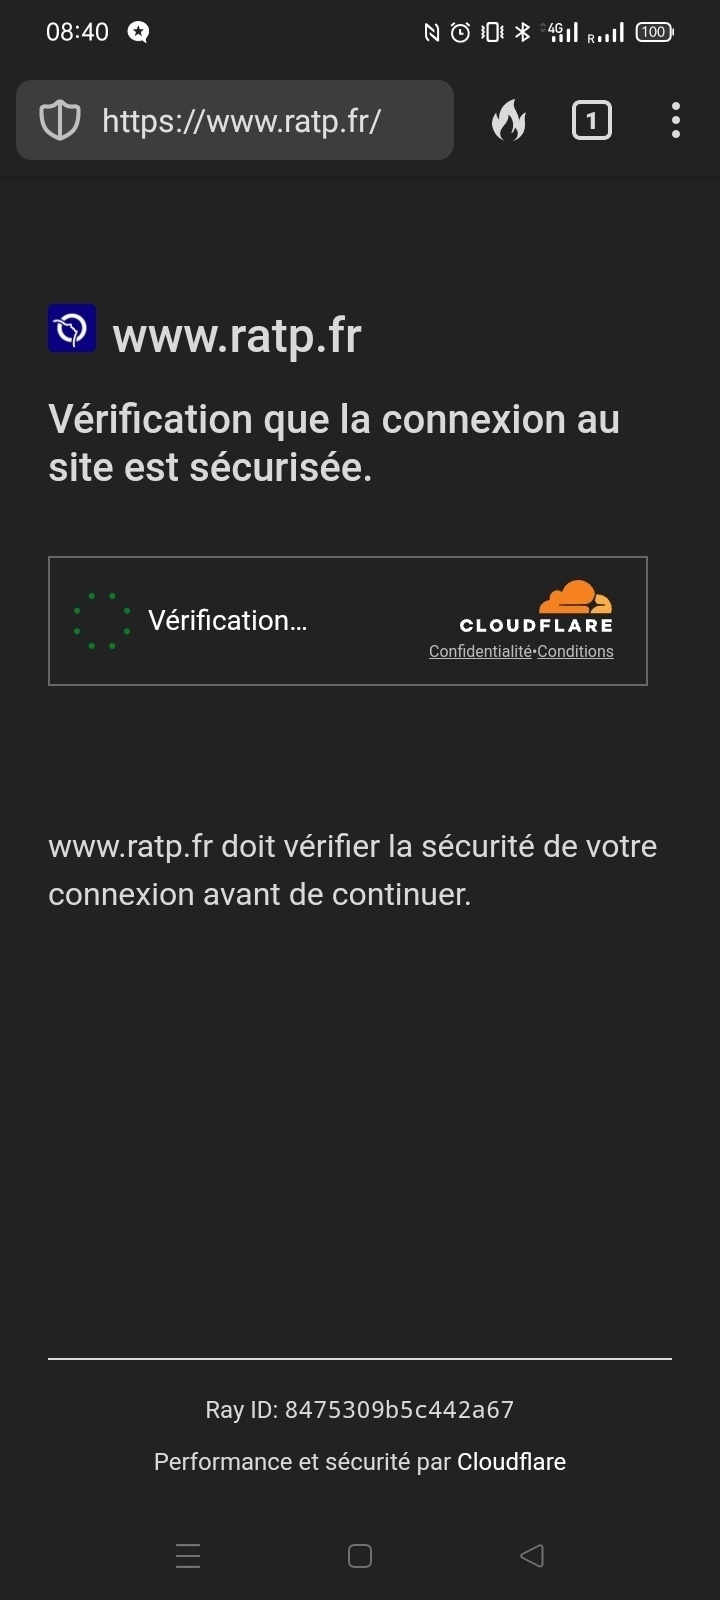 08:40
4G
R
100
https://www.ratp.fr/
1
www.ratp.fr
Vérification que la connexion au
site est sécurisée.
Vérification...
CLOUDFLARE
Confidentialité•Conditions
www.ratp.fr doit vérifier la sécurité de votre
connexion avant de continuer.
Ray ID: 8475309b5c442a67
Performance et sécurité par Cloudflare